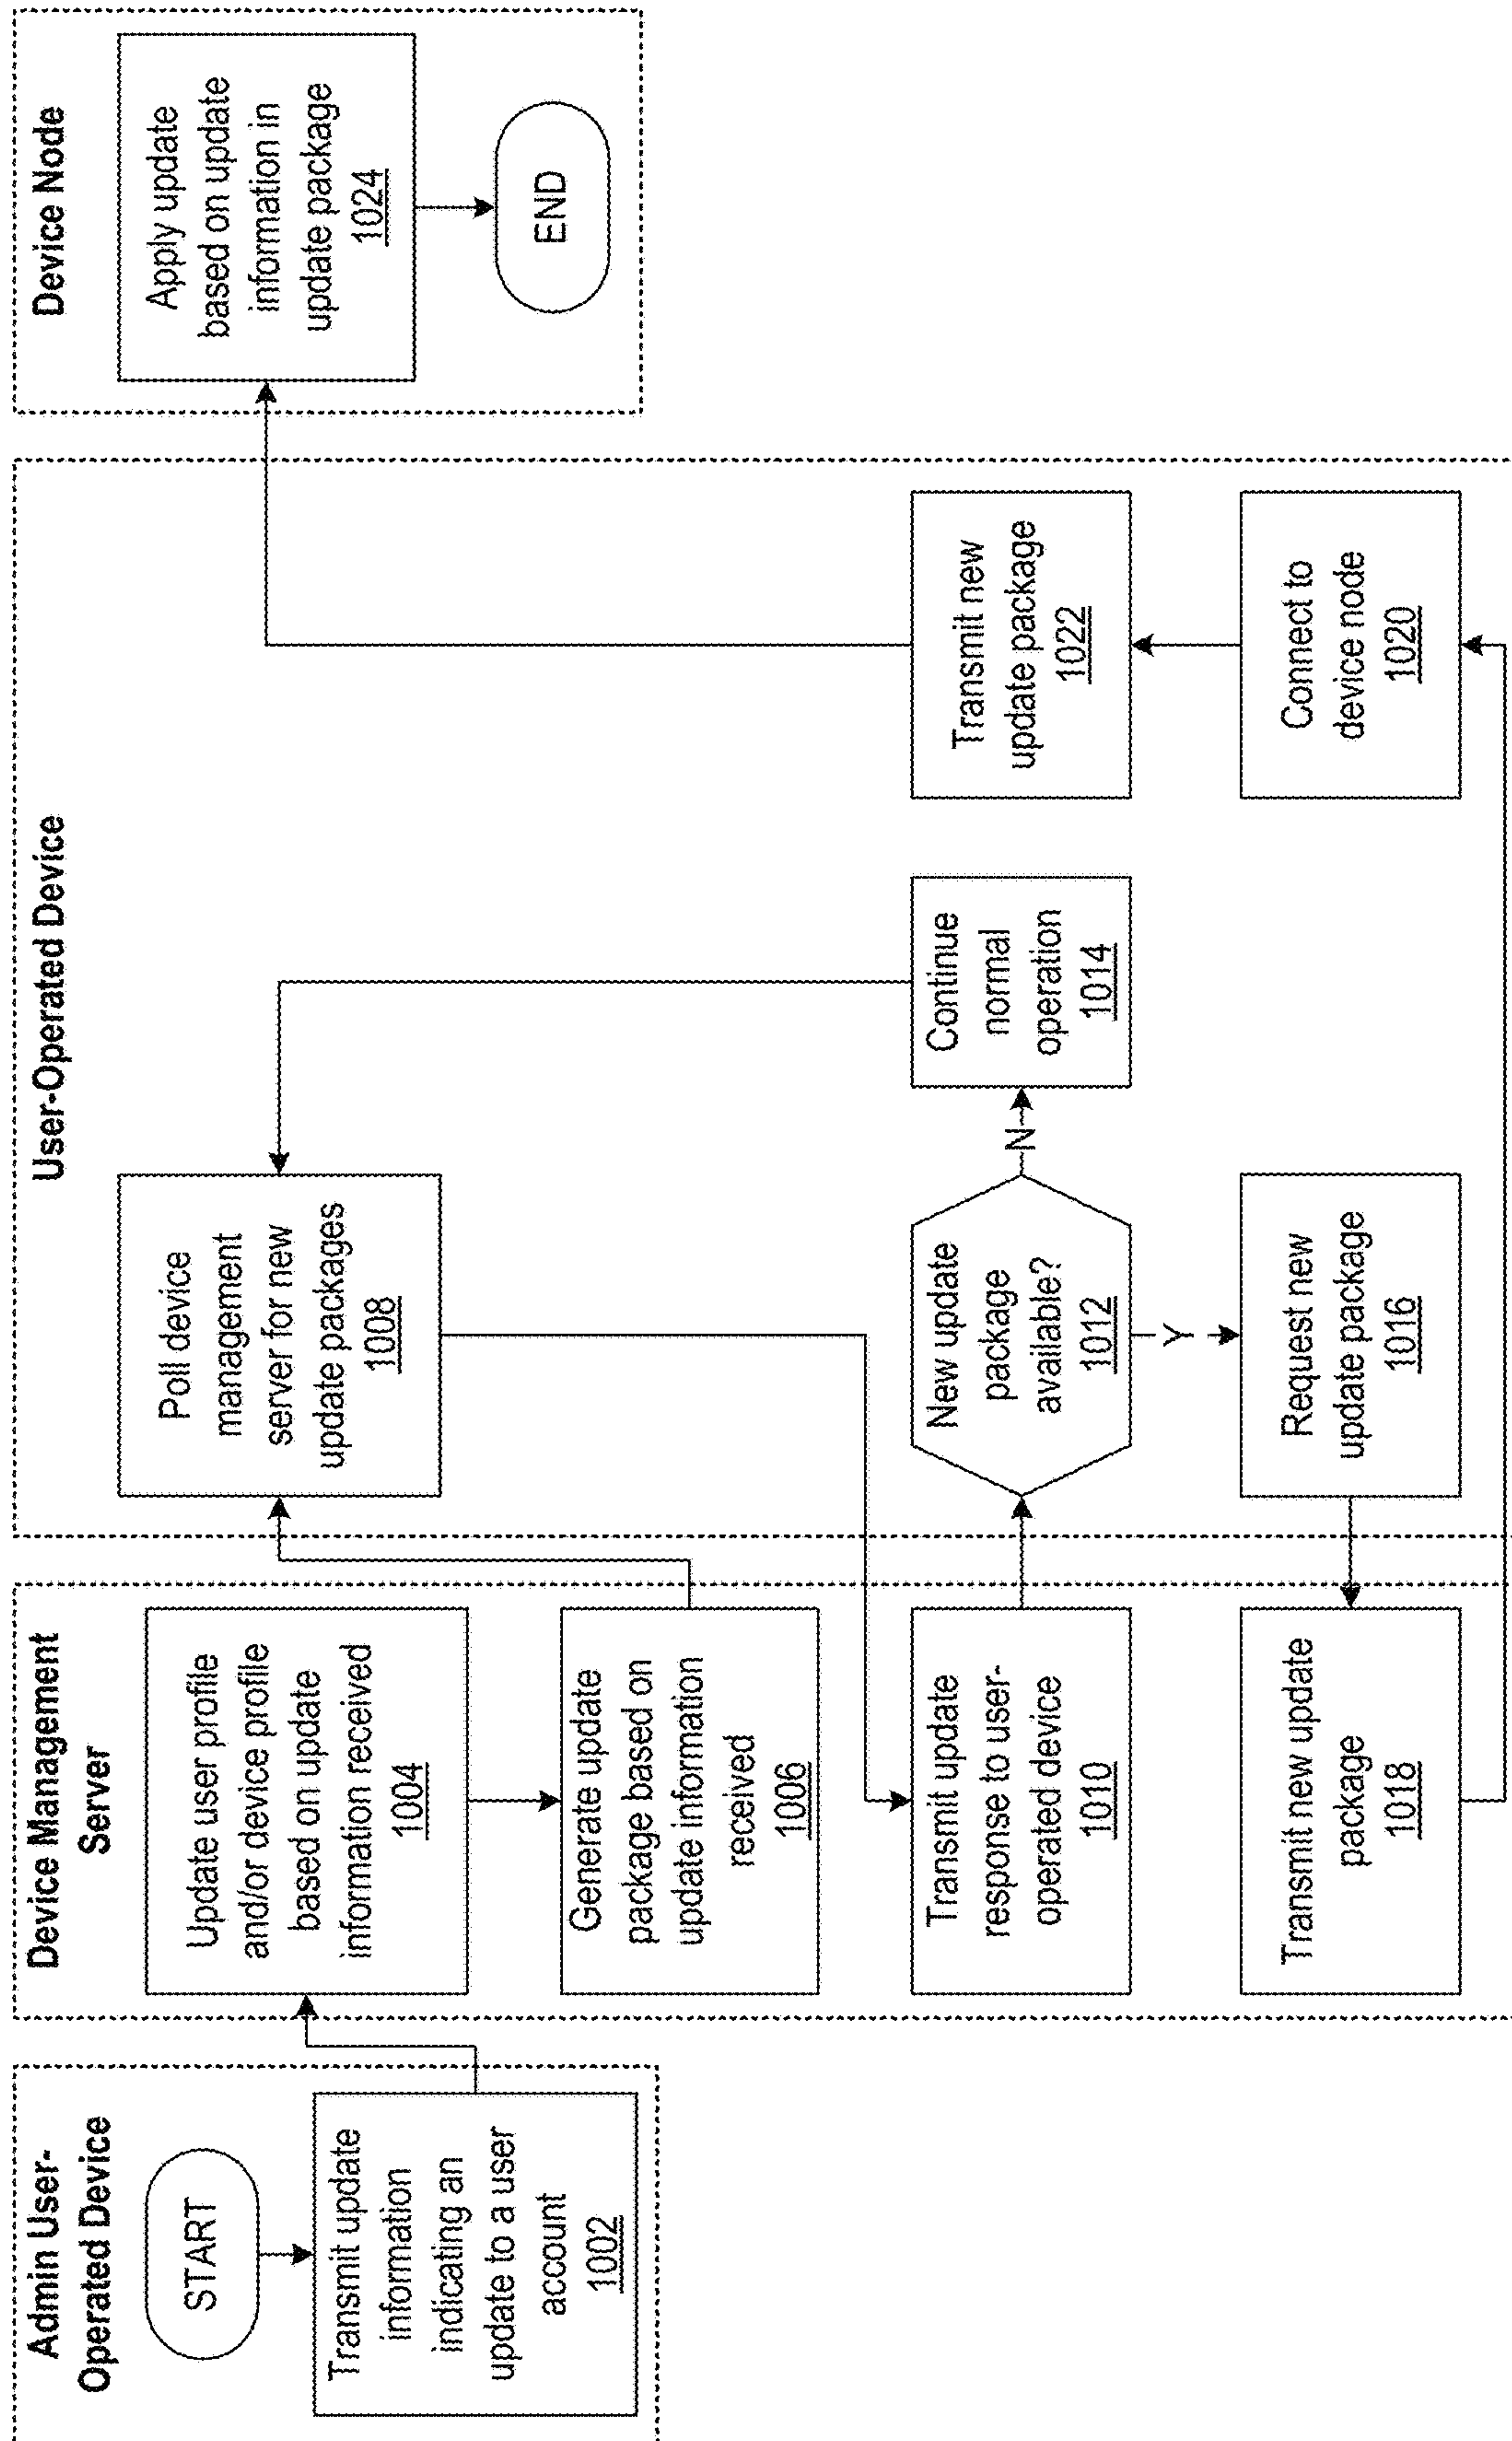 Admin User-
Operated Device
START
Transmit update
information
indicating an
update to a user
account
1002
Device Management
Server
Update user profile
and/or device profile
based on update
information received
1004
Generate update
package based on
update information
received
1006
Transmit update
response to user-
operated device
1010
Transmit new update
package
1018
User-Operated Device
Poll device
management
server for new
update packages
1008
New update
package
available?
1012
N
Y
Continue
normal
operation
1014
Request new
update package
1016
Transmit new
update package
1022
Connect to
device node
1020
Device Node
Apply update
based on update
information in
update package
1024
END